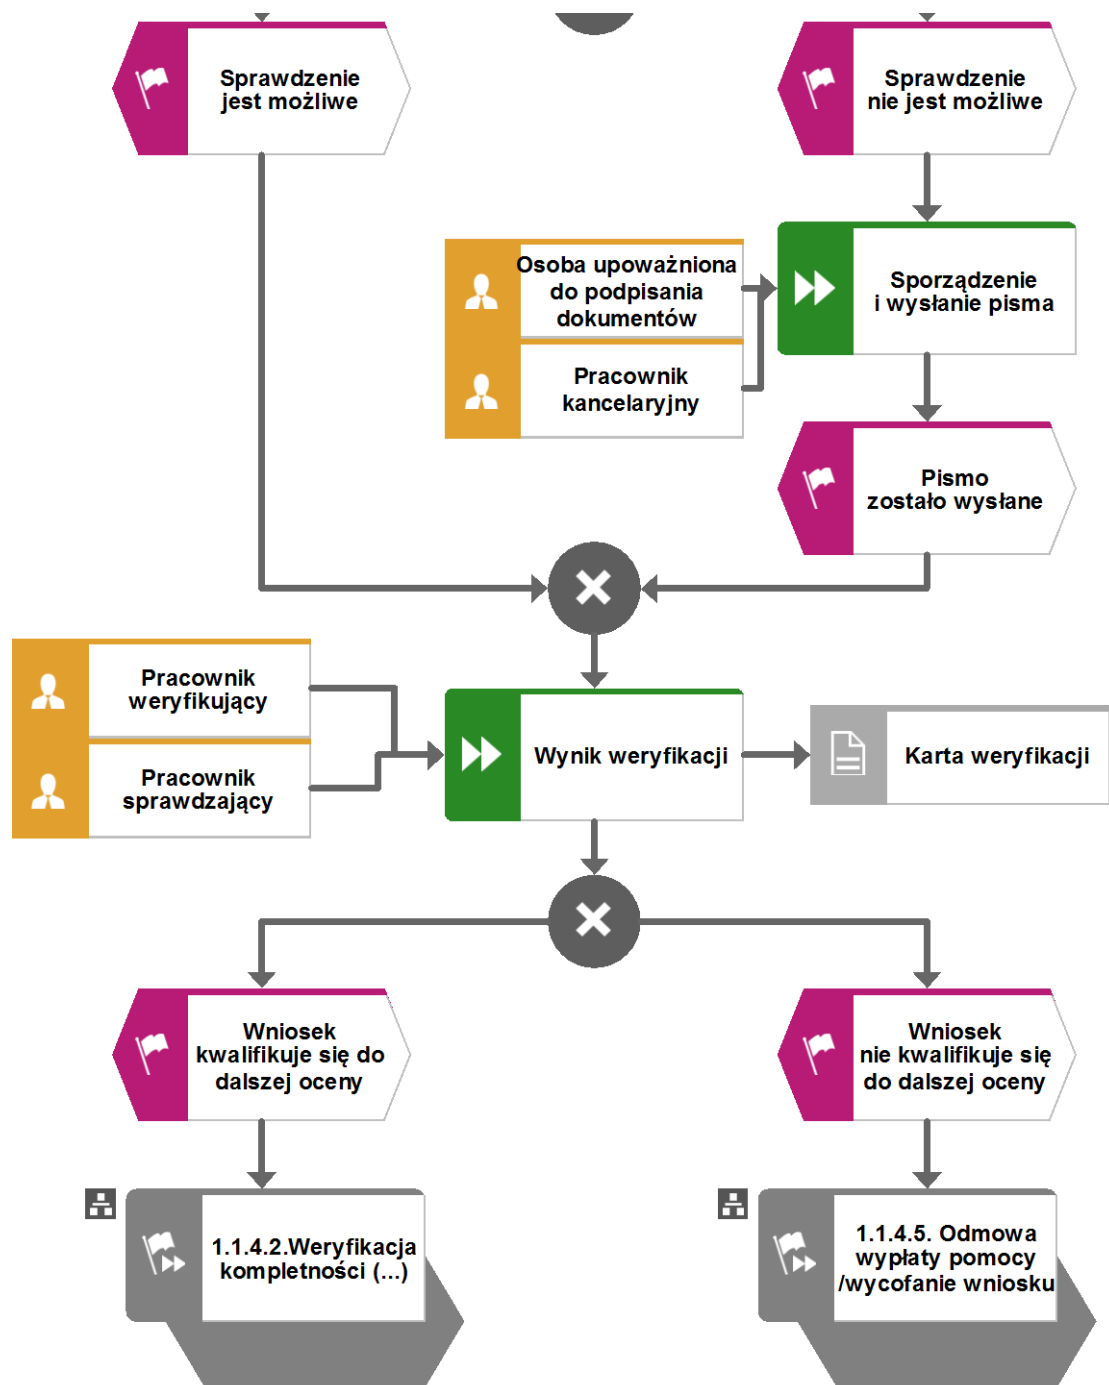 Sprawdzenie
jest możliwe
Sprawdzenie
nie jest możliwe
Osoba upoważniona
do podpisania
dokumentów
Sporządzenie
i wysłanie pisma
Pracownik
kancelaryjny
Pismo
zostało wysłane
Pracownik
weryfikujący
Wynik weryfikacji
Karta weryfikacji
Pracownik
sprawdzający
Wniosek
kwalifikuje się do
dalszej oceny
Wniosek
nie kwalifikuje się
do dalszej oceny
1.1.4.2.Weryfikacja
kompletności (...)
1.1.4.5. Odmowa
wypłaty pomocy
/wycofanie wniosku